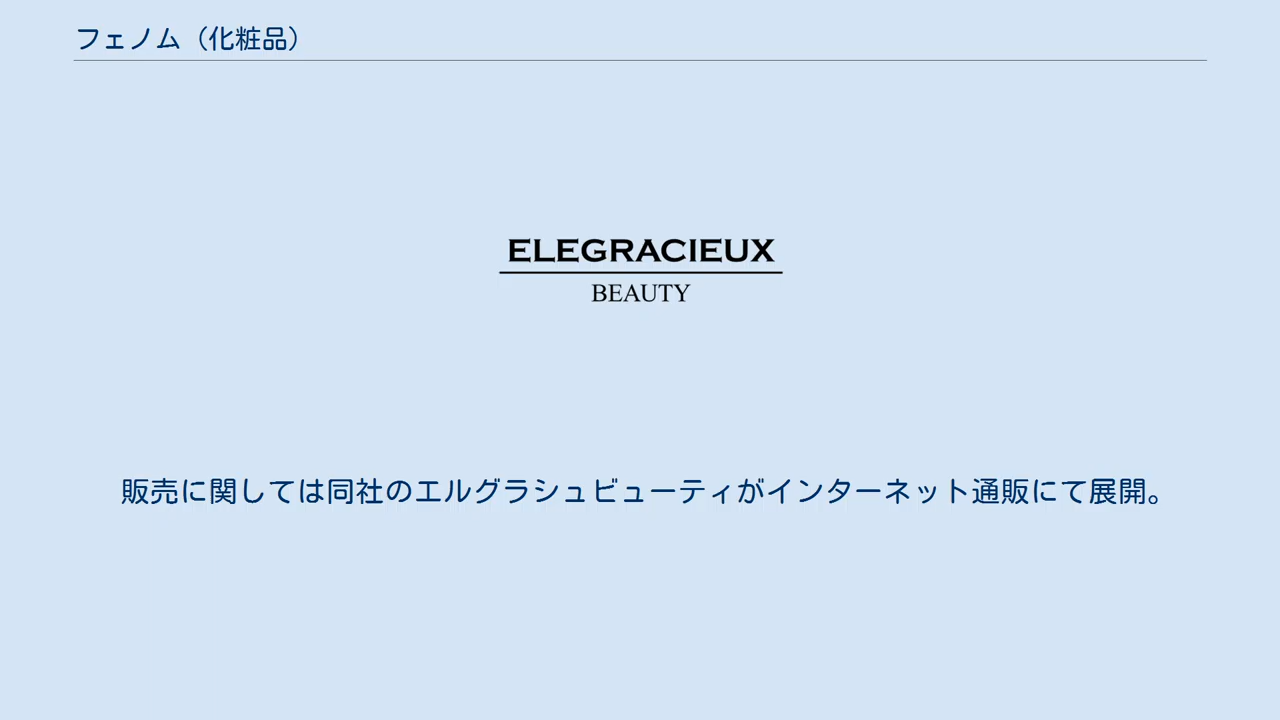 フェノム（化粧品）
ELEGRACIEUX
BEAUTY
販売に関しては同社のエルグラシュビューティがインターネット通販にて展開。